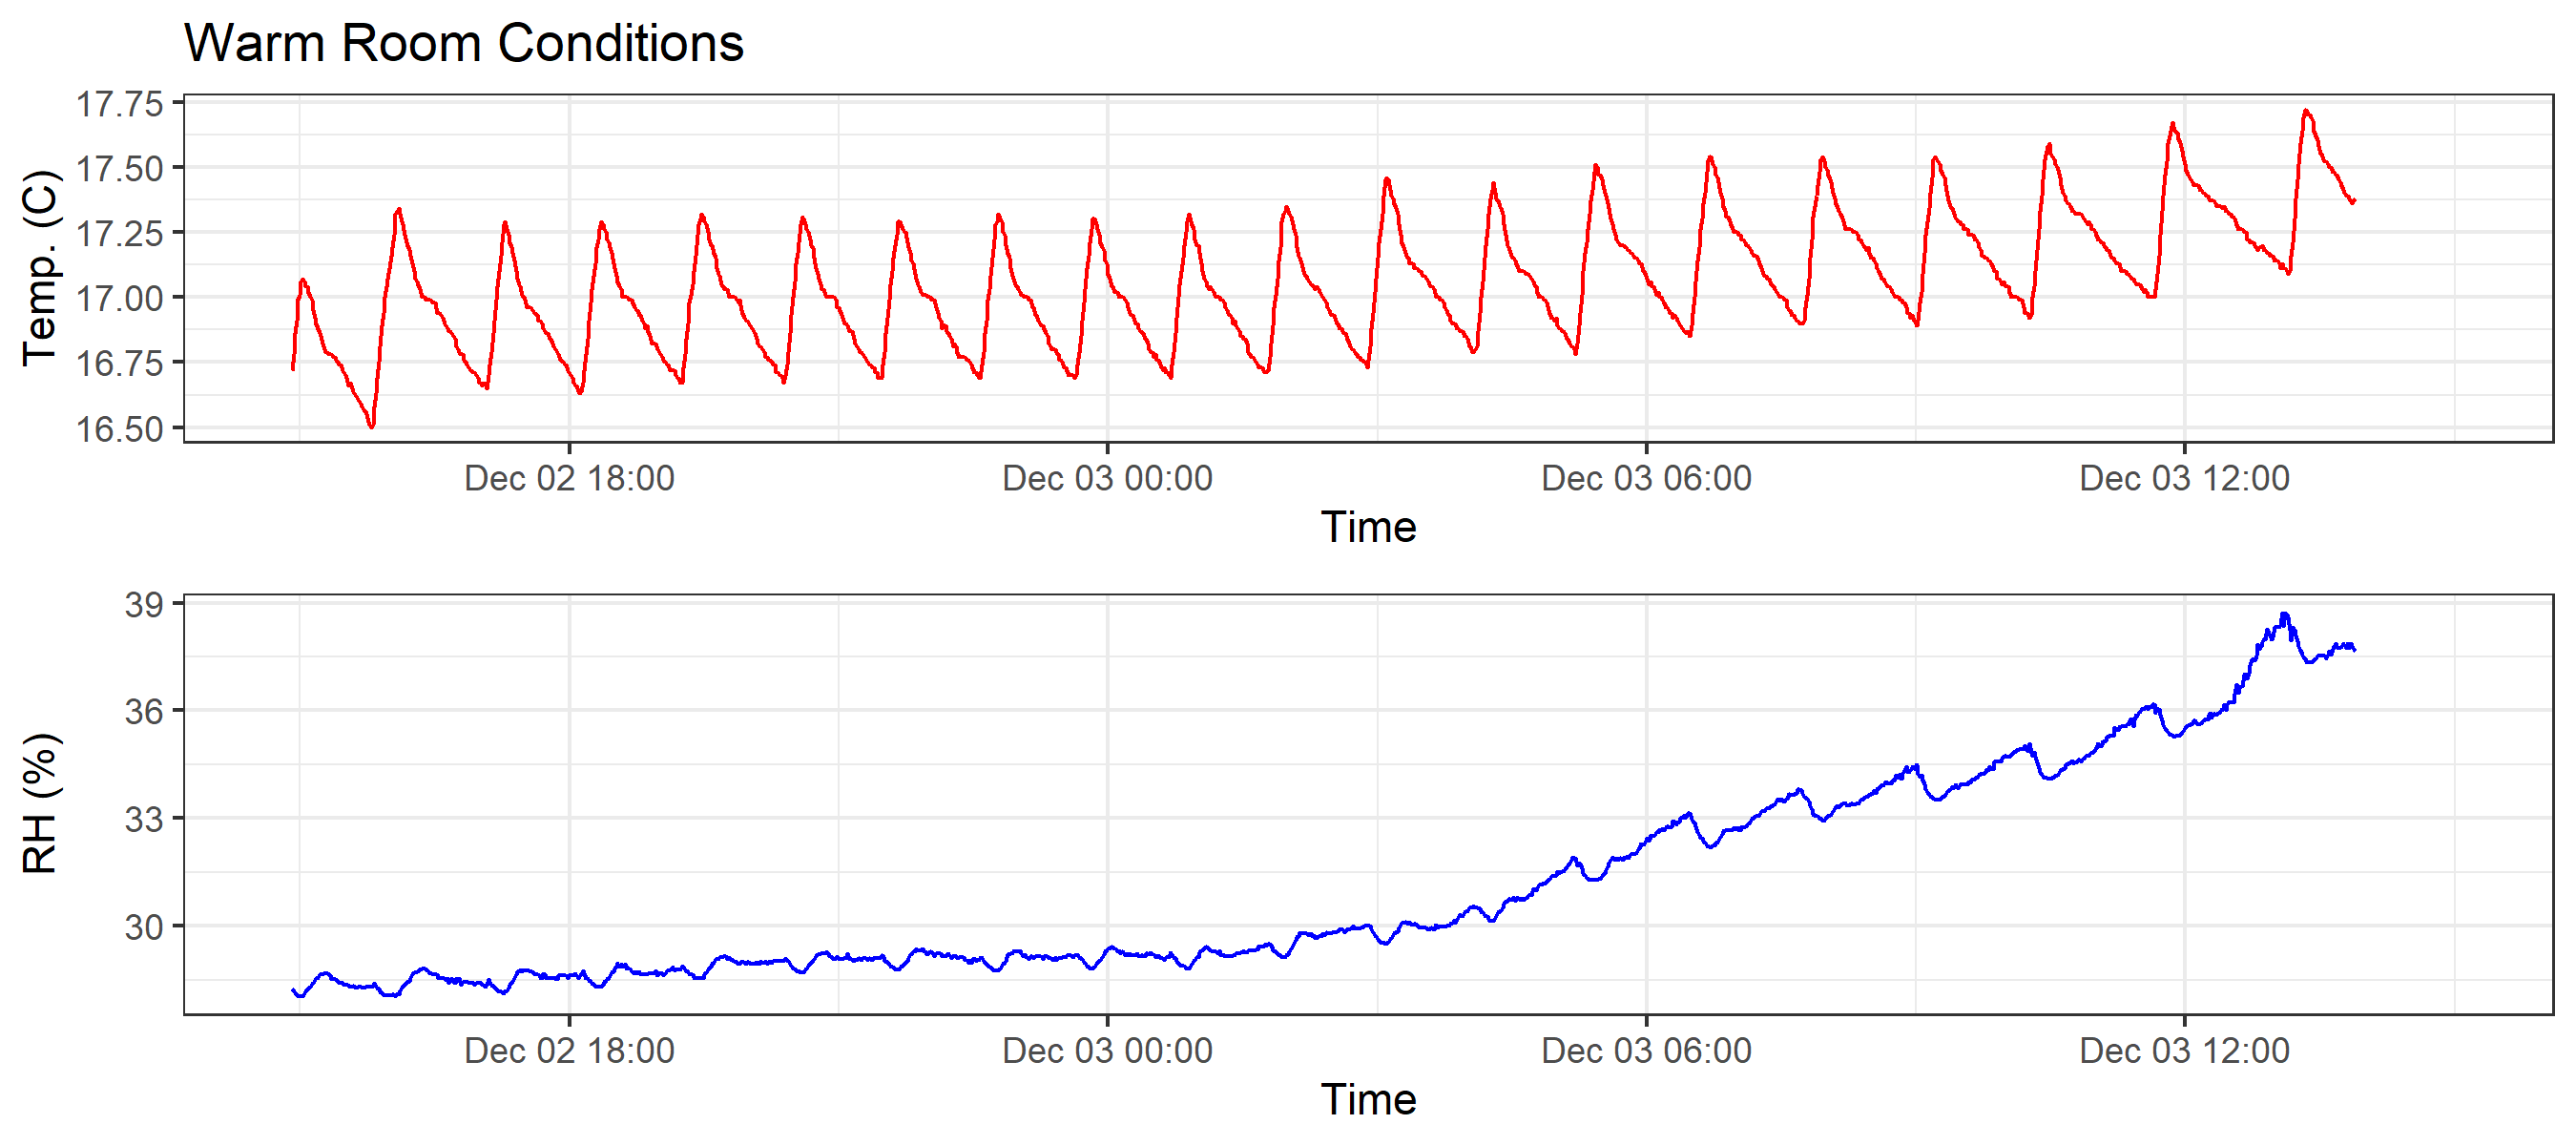 Warm Room Conditions
17.75
17.50
17.25
17.00
16.75
16.50
Temp. (C)
Dec 02 18:00 Dec 03 00:00 Dec 03 06:00 Dec 03 12:00
Time
39
36
33
30
RH (%)
Dec 02 18:00 Dec 03 00:00 Dec 03 06:00 Dec 03 12:00
Time